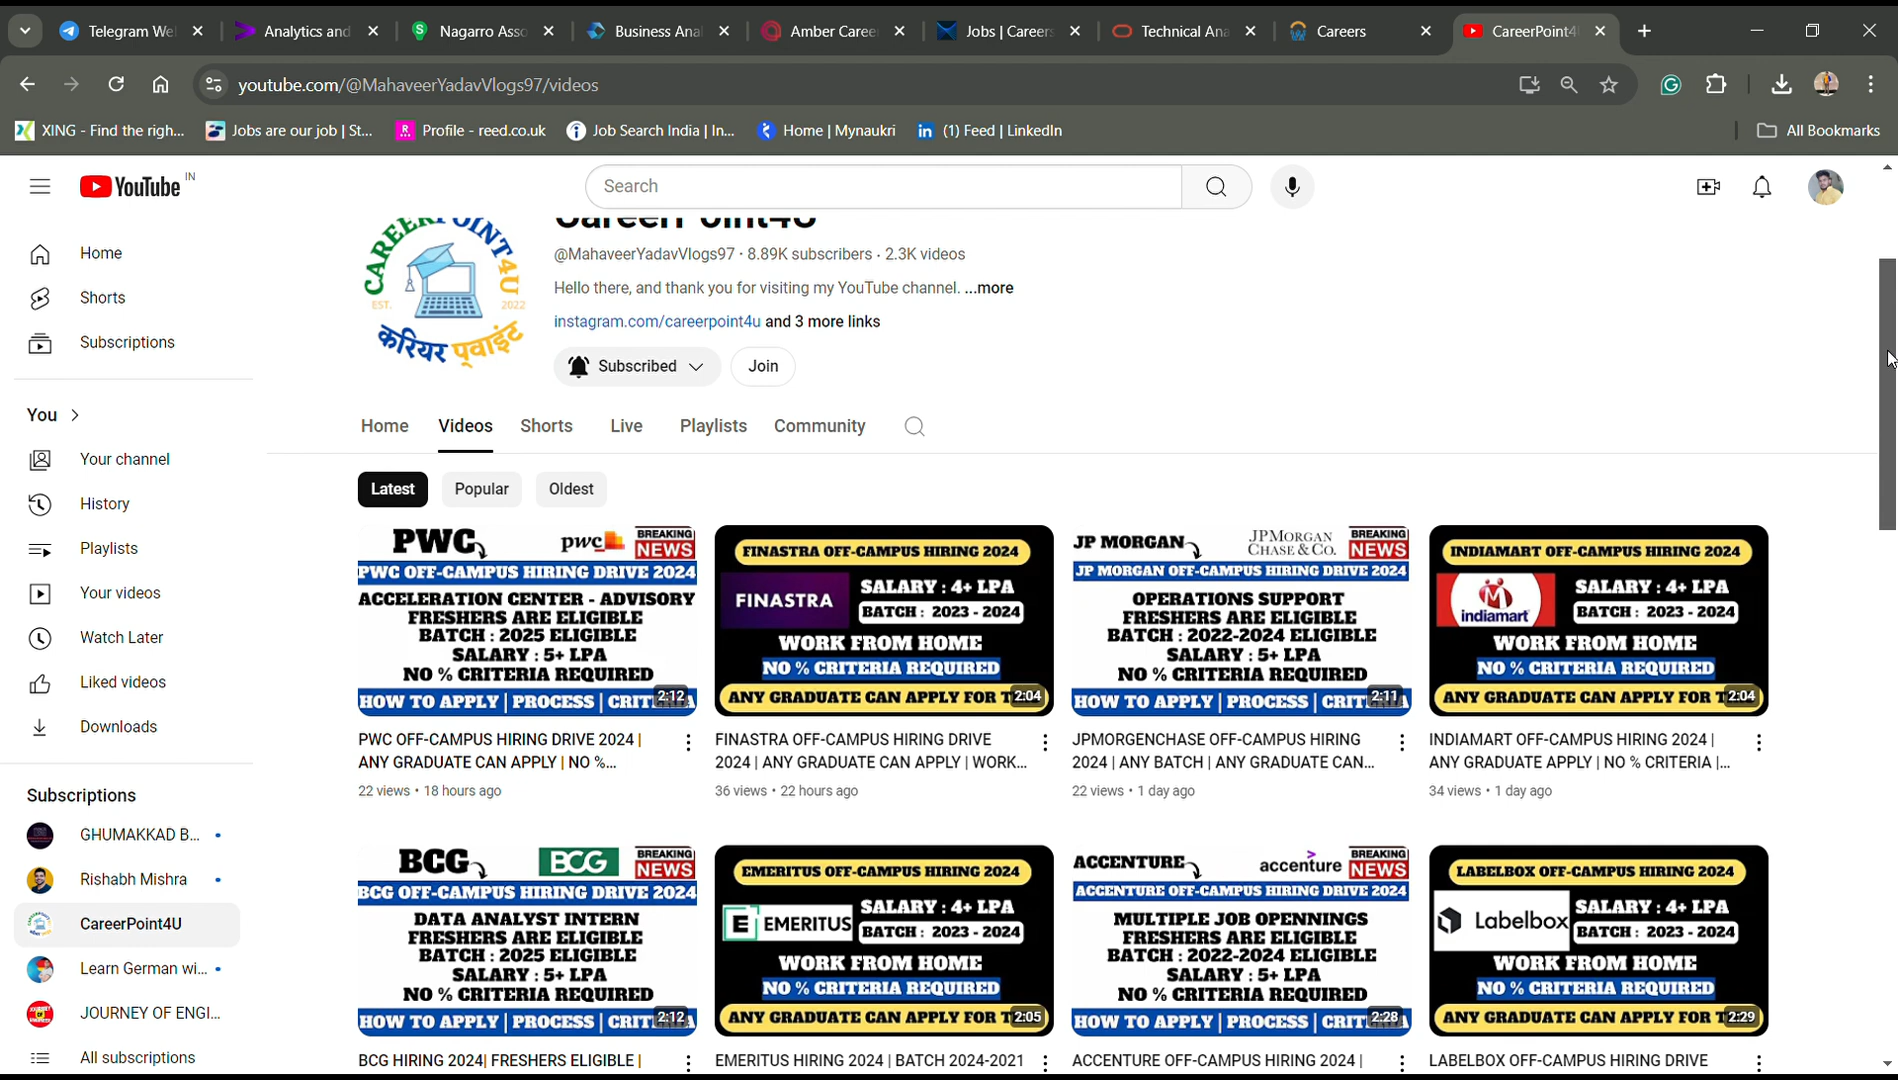 Telegram We
Analytics and
Nagarro Asso
Business Anal
Amber Caree
Jobs | Careers
Technical Ana
Careers
CareerPoint4
youtube.com/@MahaveerYadavVlogs97/videos
XING - Find the righ...
Jobs are our job | St...
Profile - reed.co.uk
Job Search India | In...
Home | Mynaukri
(1) Feed | LinkedIn
All Bookmarks
YouTube IN
Search
Home
Shorts
Subscriptions
You
Your channel
History
Playlists
Your videos
Watch Later
Liked videos
Downloads
Subscriptions
GHUMAKKAD B...
Rishabh Mishra
CareerPoint4U
Learn German wi...
JOURNEY OF ENGI...
All subscriptions
CAREERPOINT4U
EST. 2022
करियर प्वाइंट
CareerPoint4U
@MahaveerYadavVlogs97 · 8.89K subscribers · 2.3K videos
Hello there, and thank you for visiting my YouTube channel. ...more
instagram.com/careerpoint4u and 3 more links
Subscribed
Join
Home
Videos
Shorts
Live
Playlists
Community
Latest
Popular
Oldest
PWC
pwc
BREAKING
NEWS
PWC OFF-CAMPUS HIRING DRIVE 2024
ACCELERATION CENTER - ADVISORY
FRESHERS ARE ELIGIBLE
BATCH : 2025 ELIGIBLE
SALARY : 5+ LPA
NO % CRITERIA REQUIRED
HOW TO APPLY | PROCESS | CRIT
2:12
PWC OFF-CAMPUS HIRING DRIVE 2024 |
ANY GRADUATE CAN APPLY | NO %...
22 views • 18 hours ago
FINASTRA OFF-CAMPUS HIRING 2024
FINASTRA
SALARY : 4+ LPA
BATCH : 2023 - 2024
WORK FROM HOME
NO % CRITERIA REQUIRED
ANY GRADUATE CAN APPLY FOR T
2:04
FINASTRA OFF-CAMPUS HIRING DRIVE
2024 | ANY GRADUATE CAN APPLY | WORK...
36 views • 22 hours ago
JP MORGAN
JPMORGAN
CHASE & CO.
BREAKING
NEWS
JP MORGAN OFF-CAMPUS HIRING DRIVE 2024
OPERATIONS SUPPORT
FRESHERS ARE ELIGIBLE
BATCH : 2022-2024 ELIGIBLE
SALARY : 5+ LPA
NO % CRITERIA REQUIRED
HOW TO APPLY | PROCESS | CRIT
2:11
JPMORGENCHASE OFF-CAMPUS HIRING
2024 | ANY BATCH | ANY GRADUATE CAN...
22 views • 1 day ago
INDIAMART OFF-CAMPUS HIRING 2024
indiamart
SALARY : 4+ LPA
BATCH : 2023 - 2024
WORK FROM HOME
NO % CRITERIA REQUIRED
ANY GRADUATE CAN APPLY FOR T
2:04
INDIAMART OFF-CAMPUS HIRING 2024 |
ANY GRADUATE APPLY | NO % CRITERIA |...
34 views • 1 day ago
BCG
BCG
BREAKING
NEWS
BCG OFF-CAMPUS HIRING DRIVE 2024
DATA ANALYST INTERN
FRESHERS ARE ELIGIBLE
BATCH : 2025 ELIGIBLE
SALARY : 5+ LPA
NO % CRITERIA REQUIRED
HOW TO APPLY | PROCESS | CRIT
2:12
BCG HIRING 2024| FRESHERS ELIGIBLE |
EMERITUS OFF-CAMPUS HIRING 2024
E EMERITUS
SALARY : 4+ LPA
BATCH : 2023 - 2024
WORK FROM HOME
NO % CRITERIA REQUIRED
ANY GRADUATE CAN APPLY FOR T
2:05
EMERITUS HIRING 2024 | BATCH 2024-2021
ACCENTURE
accenture
BREAKING
NEWS
ACCENTURE OFF-CAMPUS HIRING DRIVE 2024
MULTIPLE JOB OPENNINGS
FRESHERS ARE ELIGIBLE
BATCH : 2022-2024 ELIGIBLE
SALARY : 5+ LPA
NO % CRITERIA REQUIRED
HOW TO APPLY | PROCESS | CRIT
2:28
ACCENTURE OFF-CAMPUS HIRING 2024 |
LABELBOX OFF-CAMPUS HIRING 2024
Labelbox
SALARY : 4+ LPA
BATCH : 2023 - 2024
WORK FROM HOME
NO % CRITERIA REQUIRED
ANY GRADUATE CAN APPLY FOR T
2:29
LABELBOX OFF-CAMPUS HIRING DRIVE